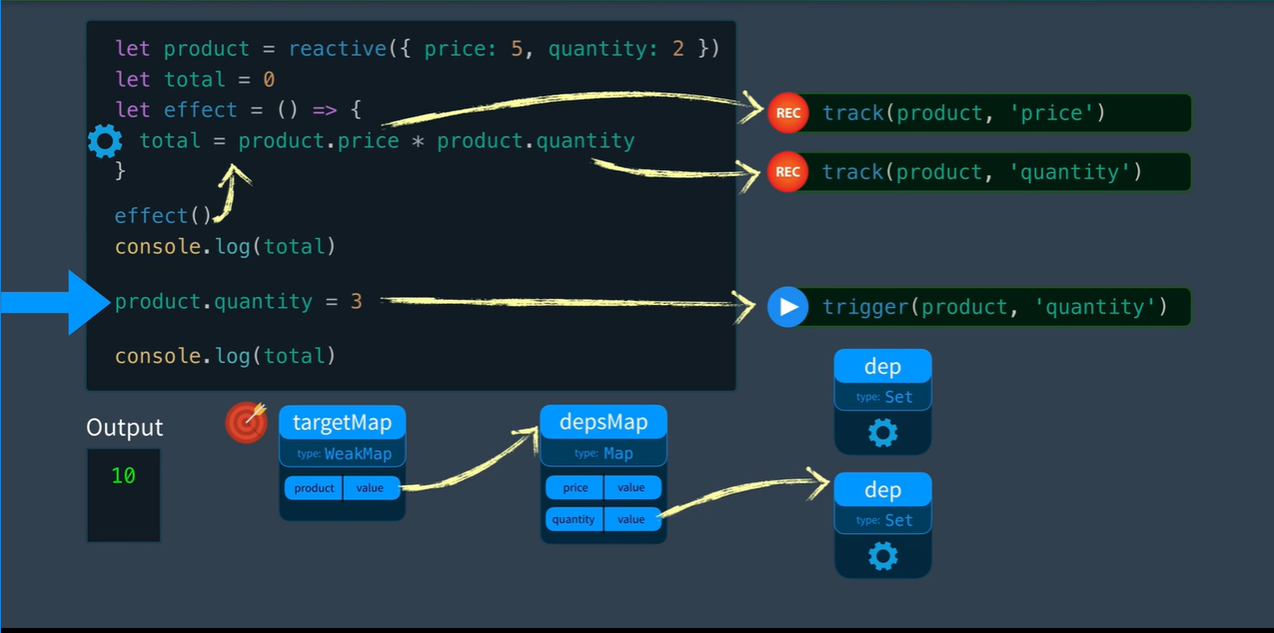 let product = reactive({ price: 5, quantity: 2 })
let total = 0
let effect = () => {
total = product.price * product.quantity
}
effect()
console.log(total)
product.quantity = 3
console.log(total)
REC track(product, 'price')
REC track(product, 'quantity')
trigger(product, 'quantity')
Output
10
targetMap
type: WeakMap
product value
depsMap
type: Map
price value
quantity value
dep
type: Set
dep
type: Set